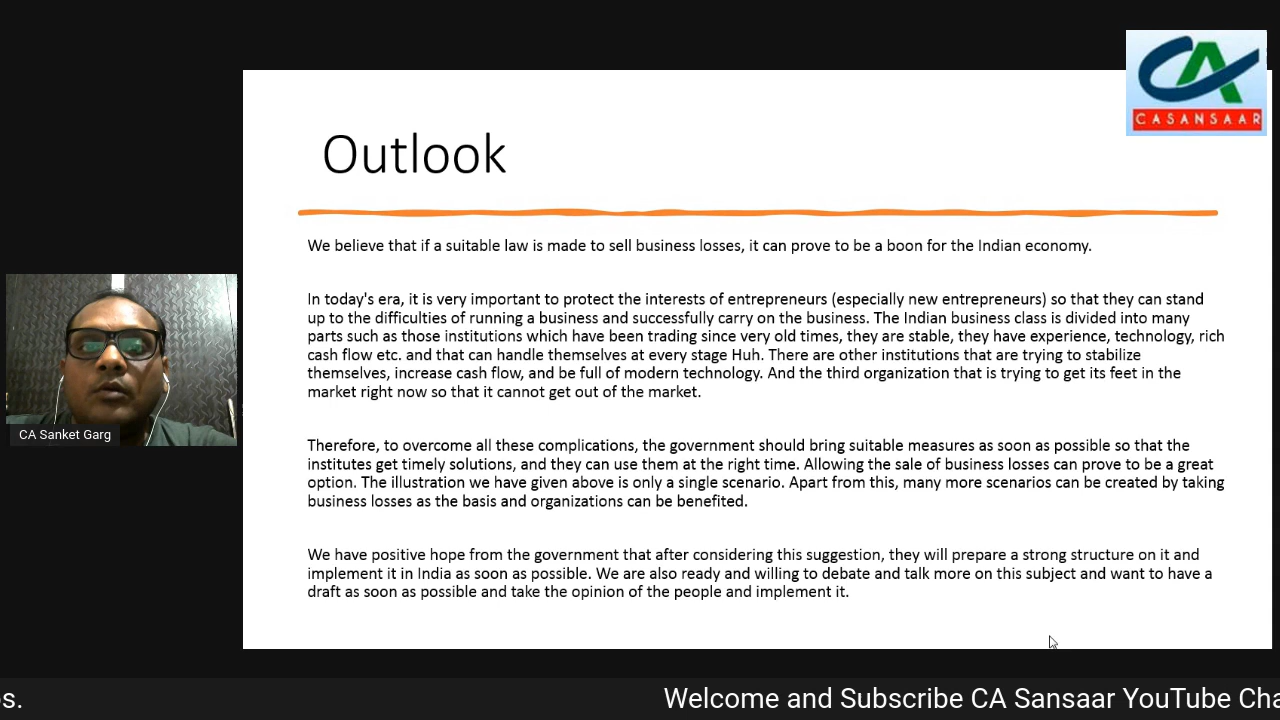 CASANSAAR
Outlook
We believe that if a suitable law is made to sell business losses, it can prove to be a boon for the Indian economy.
In today's era, it is very important to protect the interests of entrepreneurs (especially new entrepreneurs) so that they can stand
up to the difficulties of running a business and successfully carry on the business. The Indian business class is divided into many
parts such as those institutions which have been trading since very old times, they are stable, they have experience, technology, rich
cash flow etc. and that can handle themselves at every stage Huh. There are other institutions that are trying to stabilize
themselves, increase cash flow, and be full of modern technology. And the third organization that is trying to get its feet in the
market right now so that it cannot get out of the market.
Therefore, to overcome all these complications, the government should bring suitable measures as soon as possible so that the
institutes get timely solutions, and they can use them at the right time. Allowing the sale of business losses can prove to be a great
option. The illustration we have given above is only a single scenario. Apart from this, many more scenarios can be created by taking
business losses as the basis and organizations can be benefited.
We have positive hope from the government that after considering this suggestion, they will prepare a strong structure on it and
implement it in India as soon as possible. We are also ready and willing to debate and talk more on this subject and want to have a
draft as soon as possible and take the opinion of the people and implement it.
CA Sanket Garg
Welcome and Subscribe CA Sansaar YouTube Cha